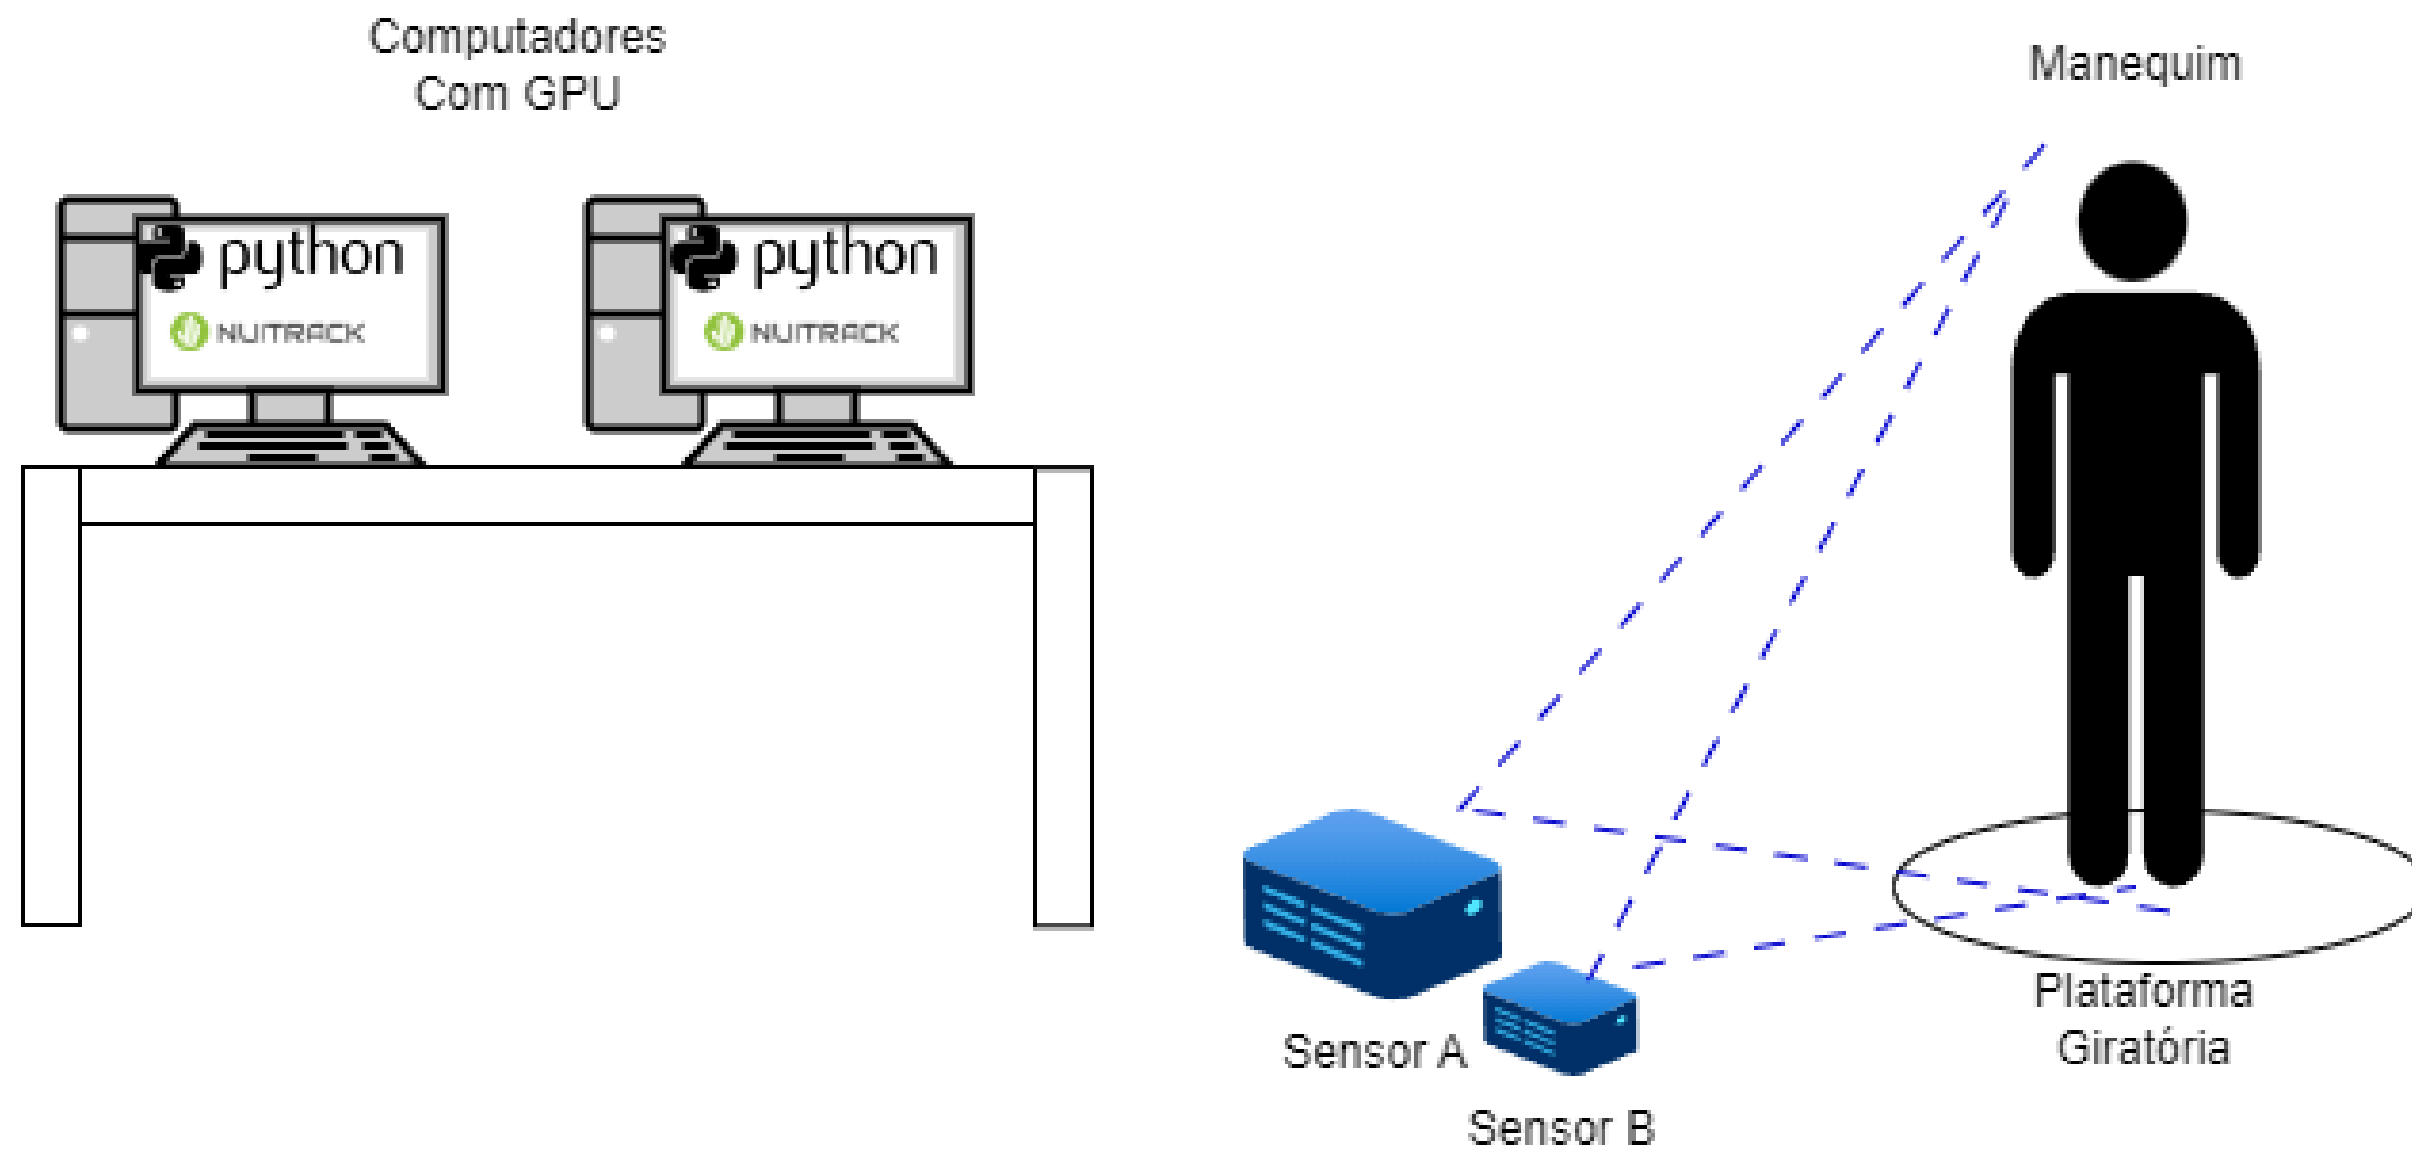 Computadores
Com GPU
Manequim
python
NUITRACK
python
NUITRACK
Sensor A
Sensor B
Plataforma
Giratória